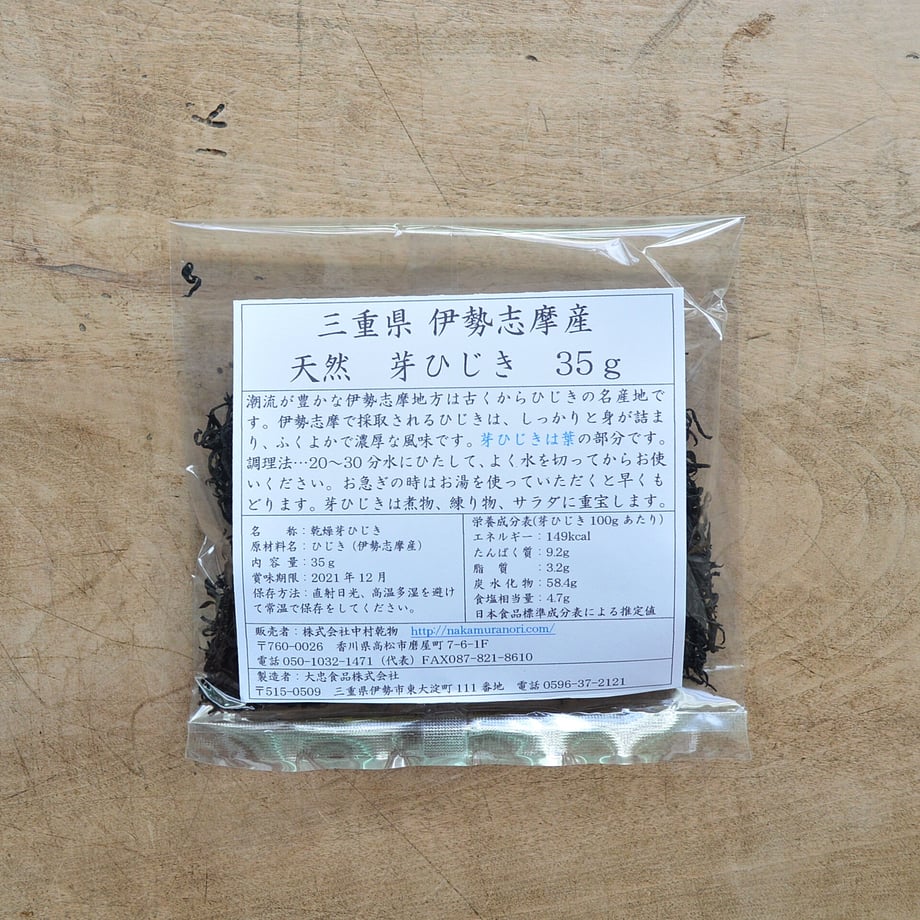 三重県 伊勢志摩産
天然　芽ひじき　35g
潮流が豊かな伊勢志摩地方は古くからひじきの名産地で
す。伊勢志摩で採取されるひじきは、しっかりと身が詰ま
り、ふくよかで濃厚な風味です。芽ひじきは葉の部分です。
調理法…20～30分水にひたして、よく水を切ってからお使
いください。お急ぎの時はお湯を使っていただくと早くも
どります。芽ひじきは煮物、練り物、サラダに重宝します。
名　　称：乾燥芽ひじき
原材料名：ひじき（伊勢志摩産）
内 容 量：35g
賞味期限：2021年12月
保存方法：直射日光、高温多湿を避け
て常温で保存をしてください。
栄養成分表(芽ひじき100gあたり)
エネルギー：149kcal
たんぱく質：9.2g
脂　　質　：3.2g
炭 水 化 物：58.4g
食塩相当量：4.7g
日本食品標準成分表による推定値
販売者：株式会社中村乾物　http://nakamuranori.com/
〒760-0026　香川県高松市磨屋町7-6-1F
電話050-1032-1471（代表）FAX087-821-8610
製造者：大忠食品株式会社
〒515-0509　三重県伊勢市東大淀町111番地　電話0596-37-2121